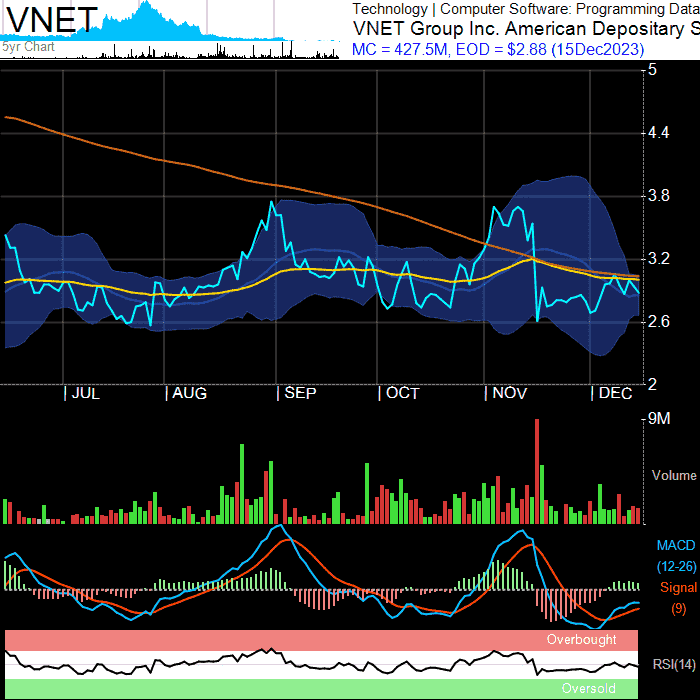 VNET
Technology | Computer Software: Programming Data
VNET Group Inc. American Depositary S
5yr Chart
MC = 427.5M, EOD = $2.88 (15Dec2023)
5
4.4
3.8
3.2
2.6
2
JUL AUG SEP OCT NOV DEC
9M
Volume
MACD
(12-26)
Signal
(9)
Overbought
RSI(14)
Oversold